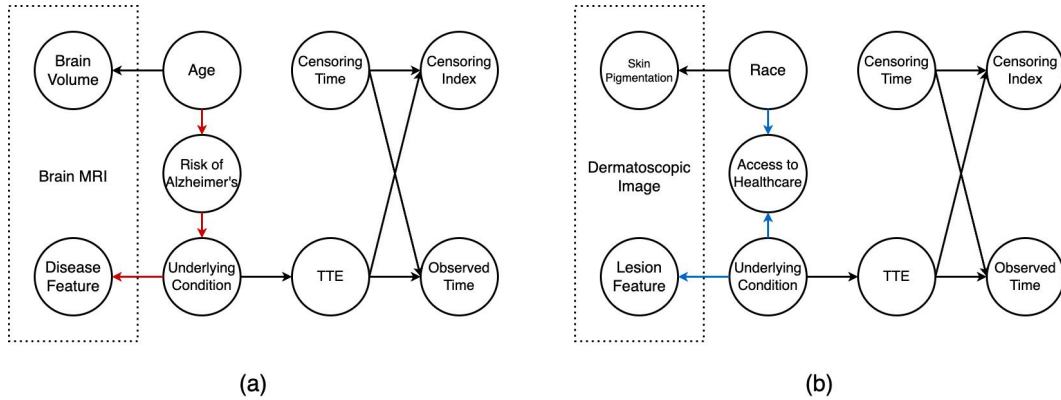 Brain
Volume
Age
Censoring
Time
Censoring
Index
Brain MRI
Risk of
Alzheimer's
Disease
Feature
Underlying
Condition
TTE
Observed
Time
(a)
Skin
Pigmentation
Race
Censoring
Time
Censoring
Index
Dermatoscopic
Image
Access to
Healthcare
Lesion
Feature
Underlying
Condition
TTE
Observed
Time
(b)